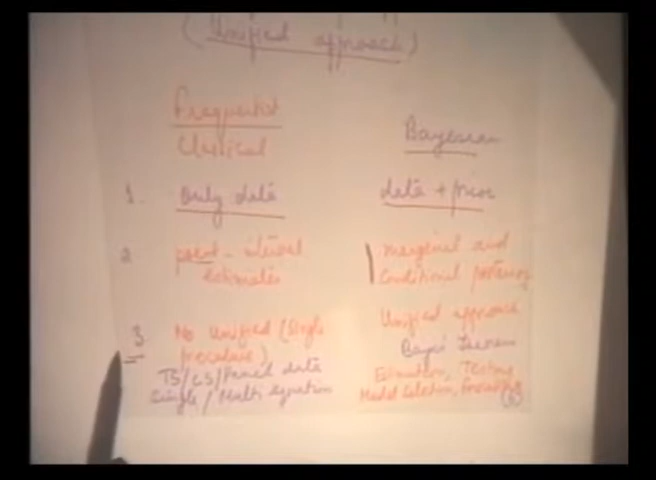 (Unified approach)
Frequentist
Classical
Bayesian
1. Only data
data + prior
2. point - interval
estimates
marginal and
Conditional posterior
3. No Unified (Single
procedure)
TS/CS/Panel data
Single / Multi equation
Unified approach
Bayes' Theorem
Estimation, Testing
Model Selection, Forecasting
(6)